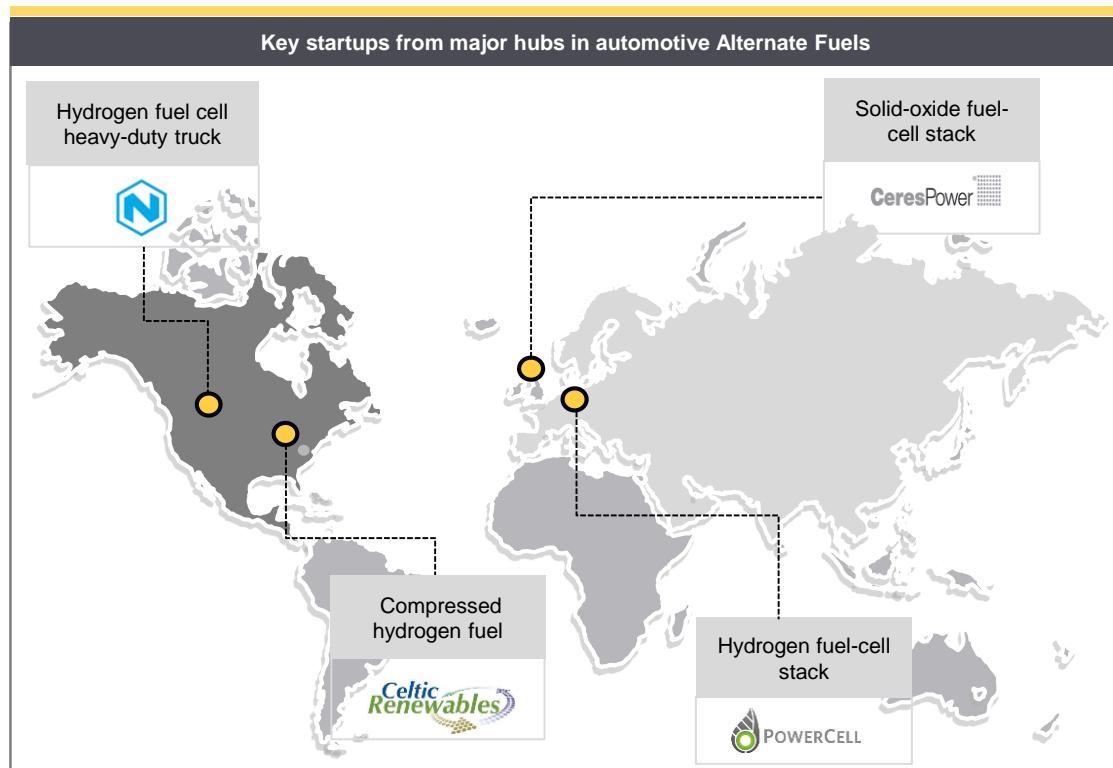 Key startups from major hubs in automotive Alternate Fuels
Hydrogen fuel cell
heavy-duty truck
N
Solid-oxide fuel-
cell stack
CeresPower
Compressed
hydrogen fuel
Celtic
Renewables
Hydrogen fuel-cell
stack
POWERCELL